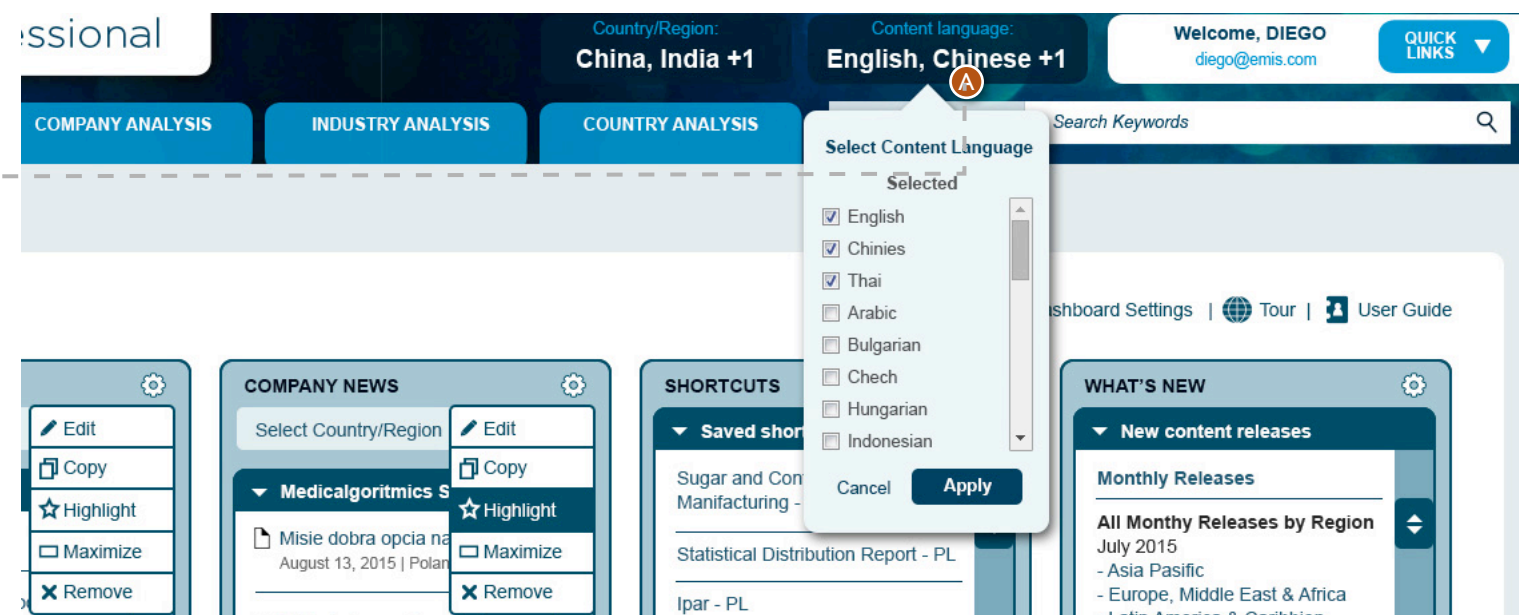 ssional
Country/Region:
China, India +1
Content language:
English, Chinese +1
Welcome, DIEGO
diego@emis.com
QUICK
LINKS
A
COMPANY ANALYSIS
INDUSTRY ANALYSIS
COUNTRY ANALYSIS
Search Keywords
Select Content Language
Selected
English
Chinies
Thai
Arabic
Bulgarian
Chech
Hungarian
Indonesian
Cancel
Apply
shboard Settings | Tour | User Guide
Edit
Copy
Highlight
Maximize
Remove
COMPANY NEWS
Select Country/Region
Medicalgoritmics S
Misie dobra opcia na
August 13, 2015 | Polan
Edit
Copy
Highlight
Maximize
Remove
SHORTCUTS
Saved shor
Sugar and Con
Manifacturing -
Statistical Distribution Report - PL
Ipar - PL
WHAT'S NEW
New content releases
Monthly Releases
All Monthy Releases by Region
July 2015
- Asia Pasific
- Europe, Middle East & Africa
- Latin America & Caribbian